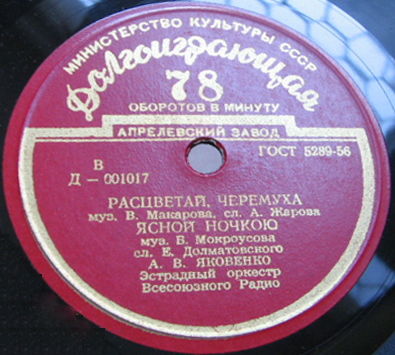 МИНИСТЕРСТВО КУЛЬТУРЫ СССР
Долгоиграющая
78
ОБОРОТОВ В МИНУТУ
АПРЕЛЕВСКИЙ ЗАВОД
ГОСТ 5289-56
В
Д — 001017
РАСЦВЕТАЙ, ЧЕРЕМУХА
муз. В. Макарова, сл. А. Жарова
ЯСНОЙ НОЧКОЮ
муз. Б. Мокроусова
сл. Е. Долматовского
А. В. ЯКОВЕНКО
Эстрадный оркестр
Всесоюзного Радио